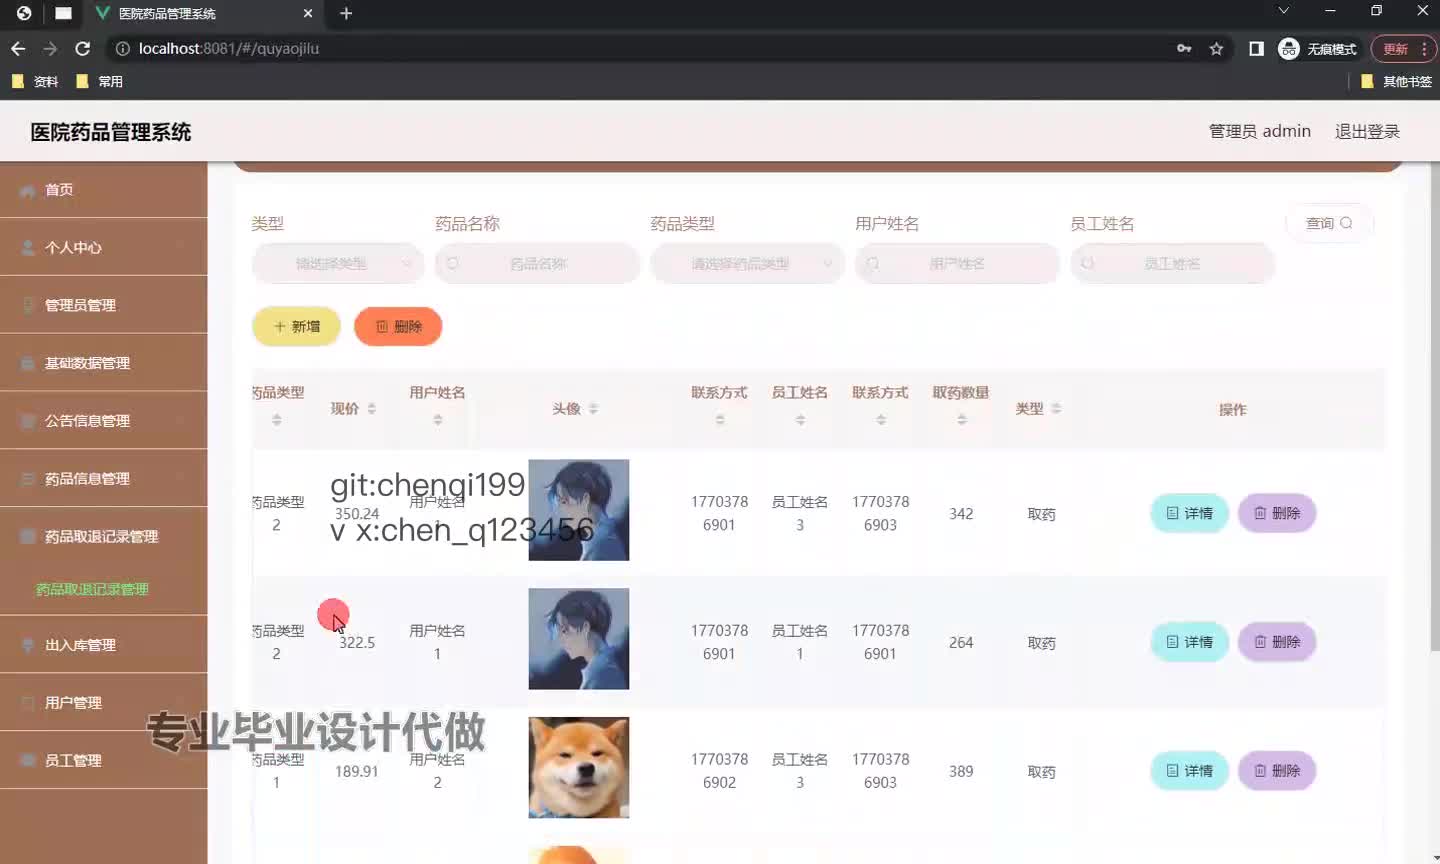 医院药品管理系统
localhost:8081/#/quyaojilu
无痕模式
更新
资料
常用
其他书签
医院药品管理系统
管理员 admin
退出登录
首页
个人中心
管理员管理
基础数据管理
公告信息管理
药品信息管理
药品取退记录管理
药品取退记录管理
出入库管理
用户管理
员工管理
类型
药品名称
药品类型
用户姓名
员工姓名
请选择类型
药品名称
请选择药品类型
用户姓名
员工姓名
查询
新增
删除
药品类型
现价
用户姓名
头像
联系方式
员工姓名
联系方式
取药数量
类型
操作
药品类型
2
350.24
用户姓名
1770378
6901
员工姓名
3
1770378
6903
342
取药
详情
删除
git:chenqi199
v x:chen_q123456
药品类型
2
322.5
用户姓名
1
1770378
6901
员工姓名
1
1770378
6901
264
取药
详情
删除
药品类型
1
189.91
用户姓名
2
1770378
6902
员工姓名
3
1770378
6903
389
取药
详情
删除
专业毕业设计代做